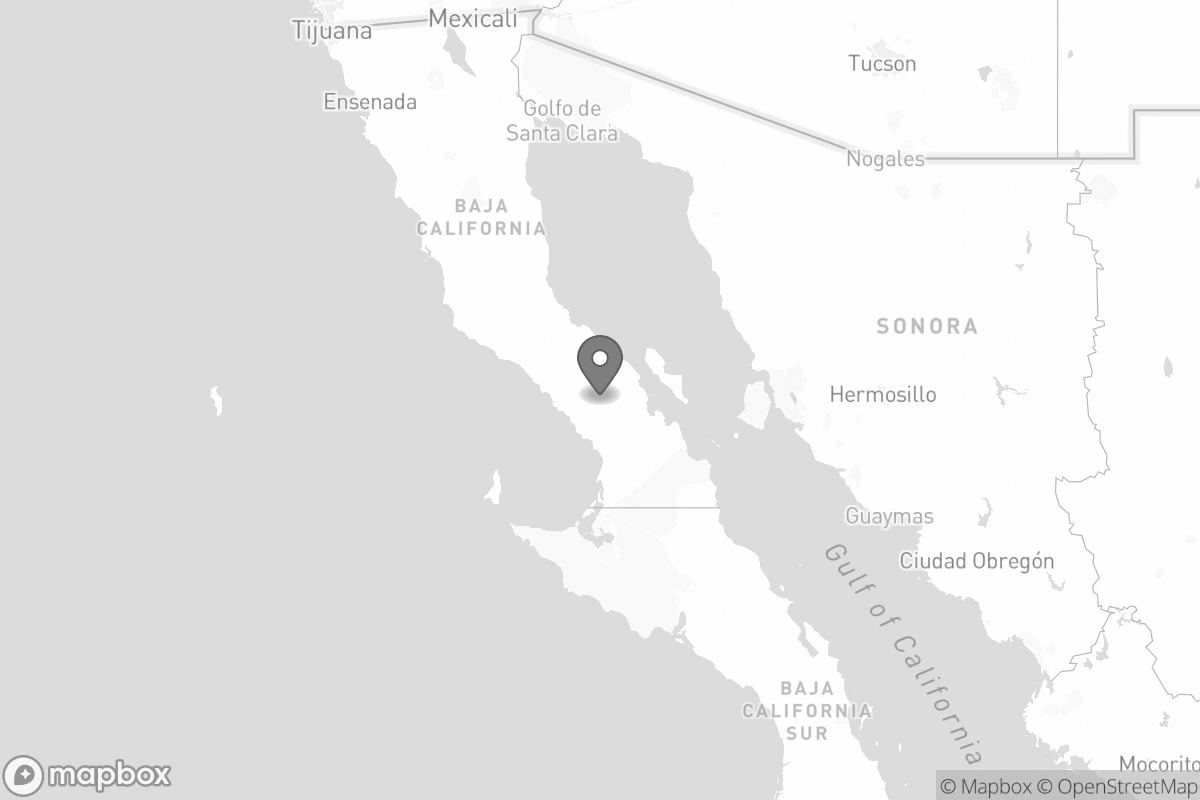 Mexicali
Tijuana
Tucson
Ensenada
Golfo de
Santa Clara
Nogales
BAJA
CALIFORNIA
SONORA
Hermosillo
Guaymas
Ciudad Obregón
Gulf of California
BAJA
CALIFORNIA
SUR
Mocorito
mapbox
© Mapbox © OpenStreetMap